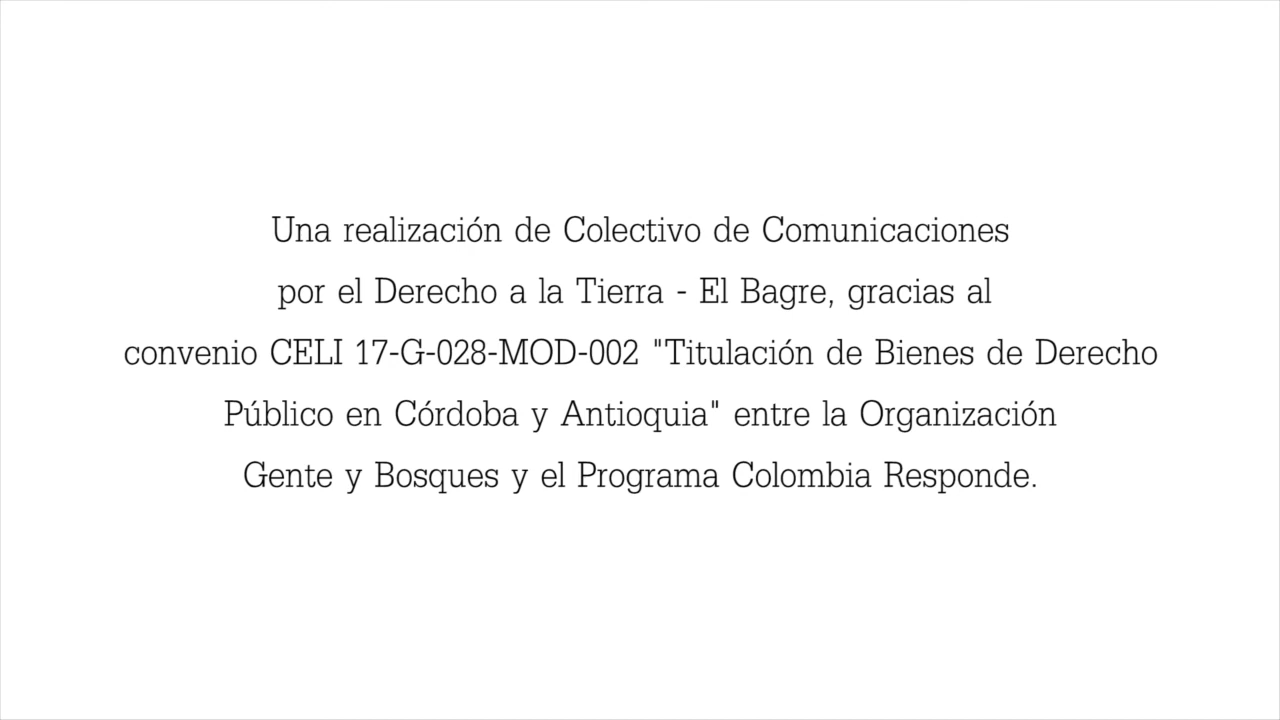 Una realización de Colectivo de Comunicaciones
por el Derecho a la Tierra - El Bagre, gracias al
convenio CELI 17-G-028-MOD-002 "Titulación de Bienes de Derecho
Público en Córdoba y Antioquia" entre la Organización
Gente y Bosques y el Programa Colombia Responde.